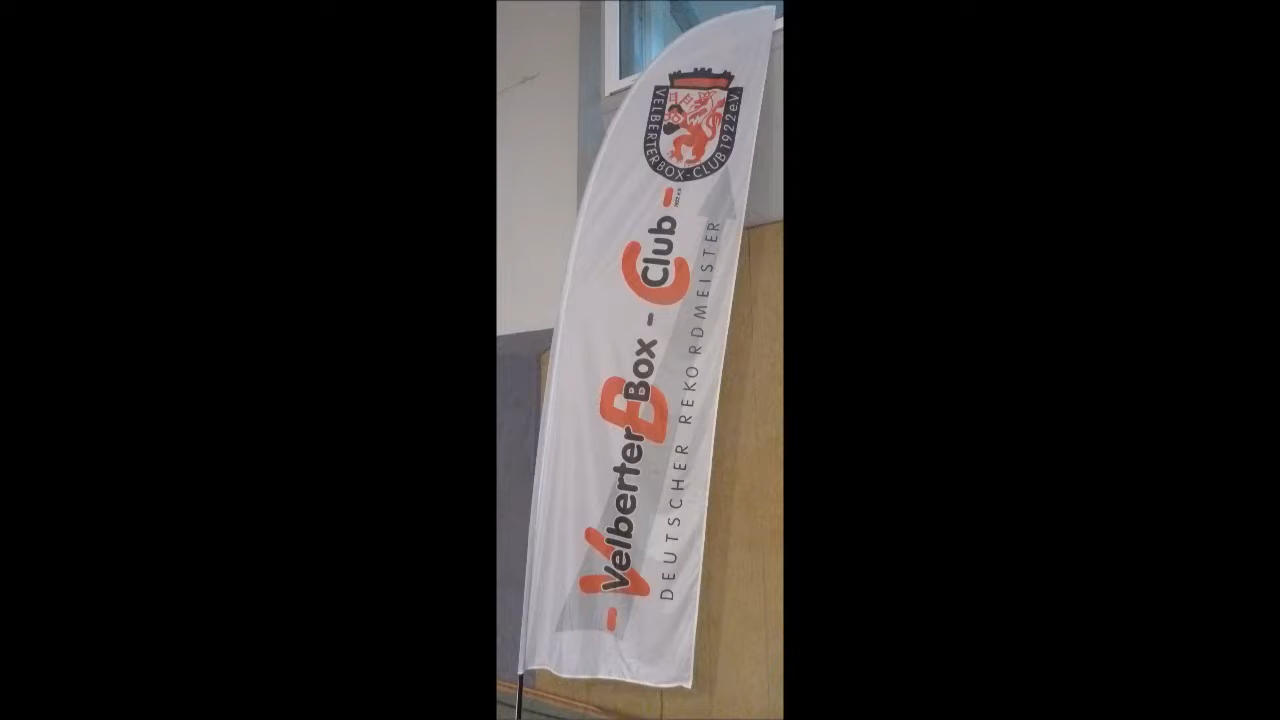 VELBERTER BOX-CLUB 1922 e.V.
- Velberter Box - Club -
V B C
DEUTSCHER REKORDMEISTER